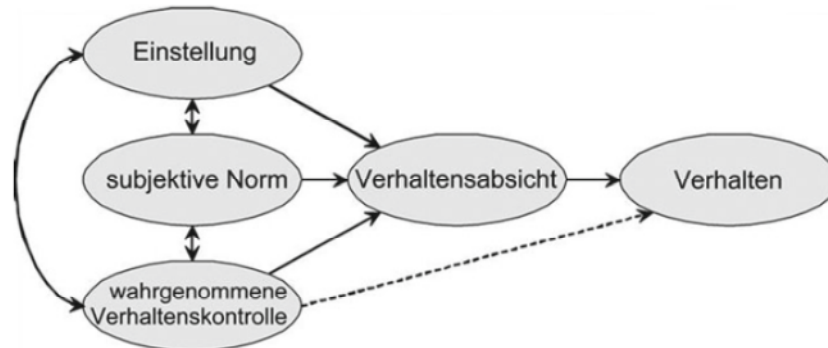 Einstellung
subjektive Norm
Verhaltensabsicht
Verhalten
wahrgenommene
Verhaltenskontrolle